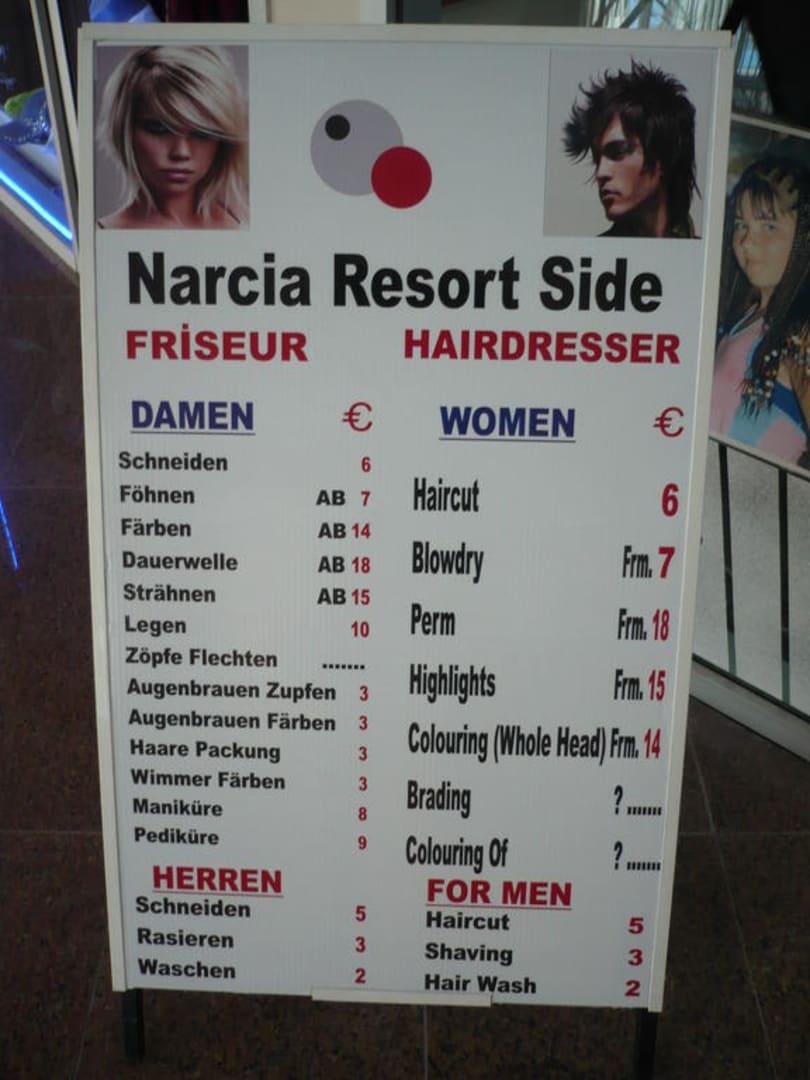 Narcia Resort Side
FRİSEUR
DAMEN €
Schneiden 6
Föhnen AB 7
Färben AB 14
Dauerwelle AB 18
Strähnen AB 15
Legen 10
Zöpfe Flechten .......
Augenbrauen Zupfen 3
Augenbrauen Färben 3
Haare Packung 3
Wimmer Färben 3
Maniküre 8
Pediküre 9
HERREN
Schneiden 5
Rasieren 3
Waschen 2
HAIRDRESSER
WOMEN €
Haircut 6
Blowdry Frm. 7
Perm Frm. 18
Highlights Frm. 15
Colouring (Whole Head) Frm. 14
Brading ? .......
Colouring Of ? .......
FOR MEN
Haircut 5
Shaving 3
Hair Wash 2